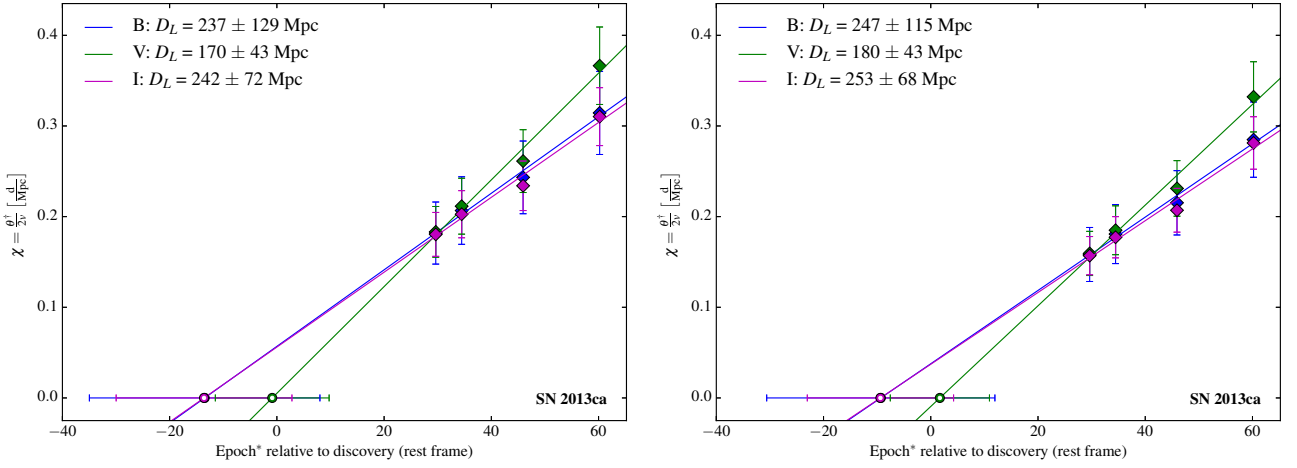 B: D_L = 237 ± 129 Mpc
V: D_L = 170 ± 43 Mpc
I: D_L = 242 ± 72 Mpc
0.4
0.3
0.2
0.1
0.0
χ = θ†/2v [d/Mpc]
SN 2013ca
−40 −20 0 20 40 60
Epoch* relative to discovery (rest frame)
B: D_L = 247 ± 115 Mpc
V: D_L = 180 ± 43 Mpc
I: D_L = 253 ± 68 Mpc
0.4
0.3
0.2
0.1
0.0
χ = θ†/2v [d/Mpc]
SN 2013ca
−40 −20 0 20 40 60
Epoch* relative to discovery (rest frame)